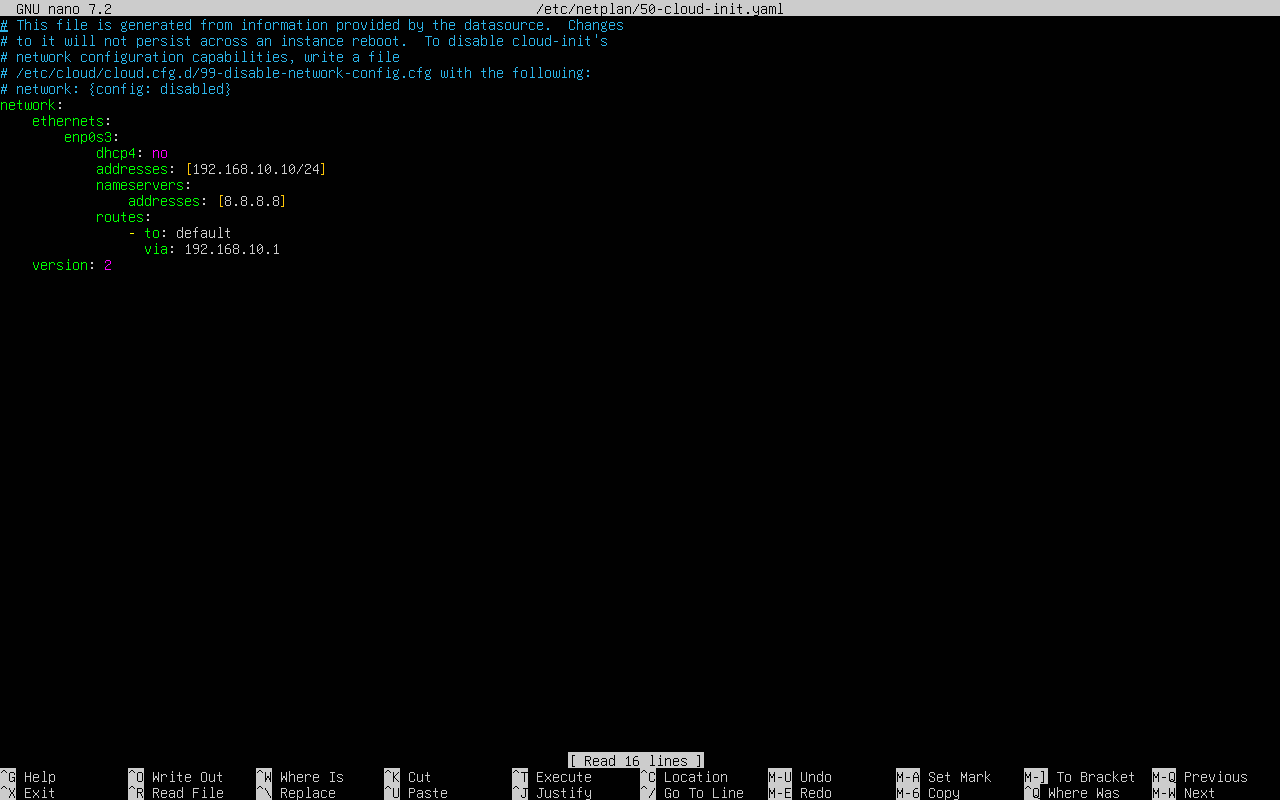 GNU nano 7.2 /etc/netplan/50-cloud-init.yaml
# This file is generated from information provided by the datasource.  Changes
# to it will not persist across an instance reboot.  To disable cloud-init's
# network configuration capabilities, write a file
# /etc/cloud/cloud.cfg.d/99-disable-network-config.cfg with the following:
# network: {config: disabled}
network:
    ethernets:
        enp0s3:
            dhcp4: no
            addresses: [192.168.10.10/24]
            nameservers:
                addresses: [8.8.8.8]
            routes:
                - to: default
                  via: 192.168.10.1
    version: 2
[ Read 16 lines ]
^G Help ^O Write Out ^W Where Is ^K Cut ^T Execute ^C Location M-U Undo M-A Set Mark M-] To Bracket M-Q Previous
^X Exit ^R Read File ^\ Replace ^U Paste ^J Justify ^/ Go To Line M-E Redo M-6 Copy ^Q Where Was M-W Next